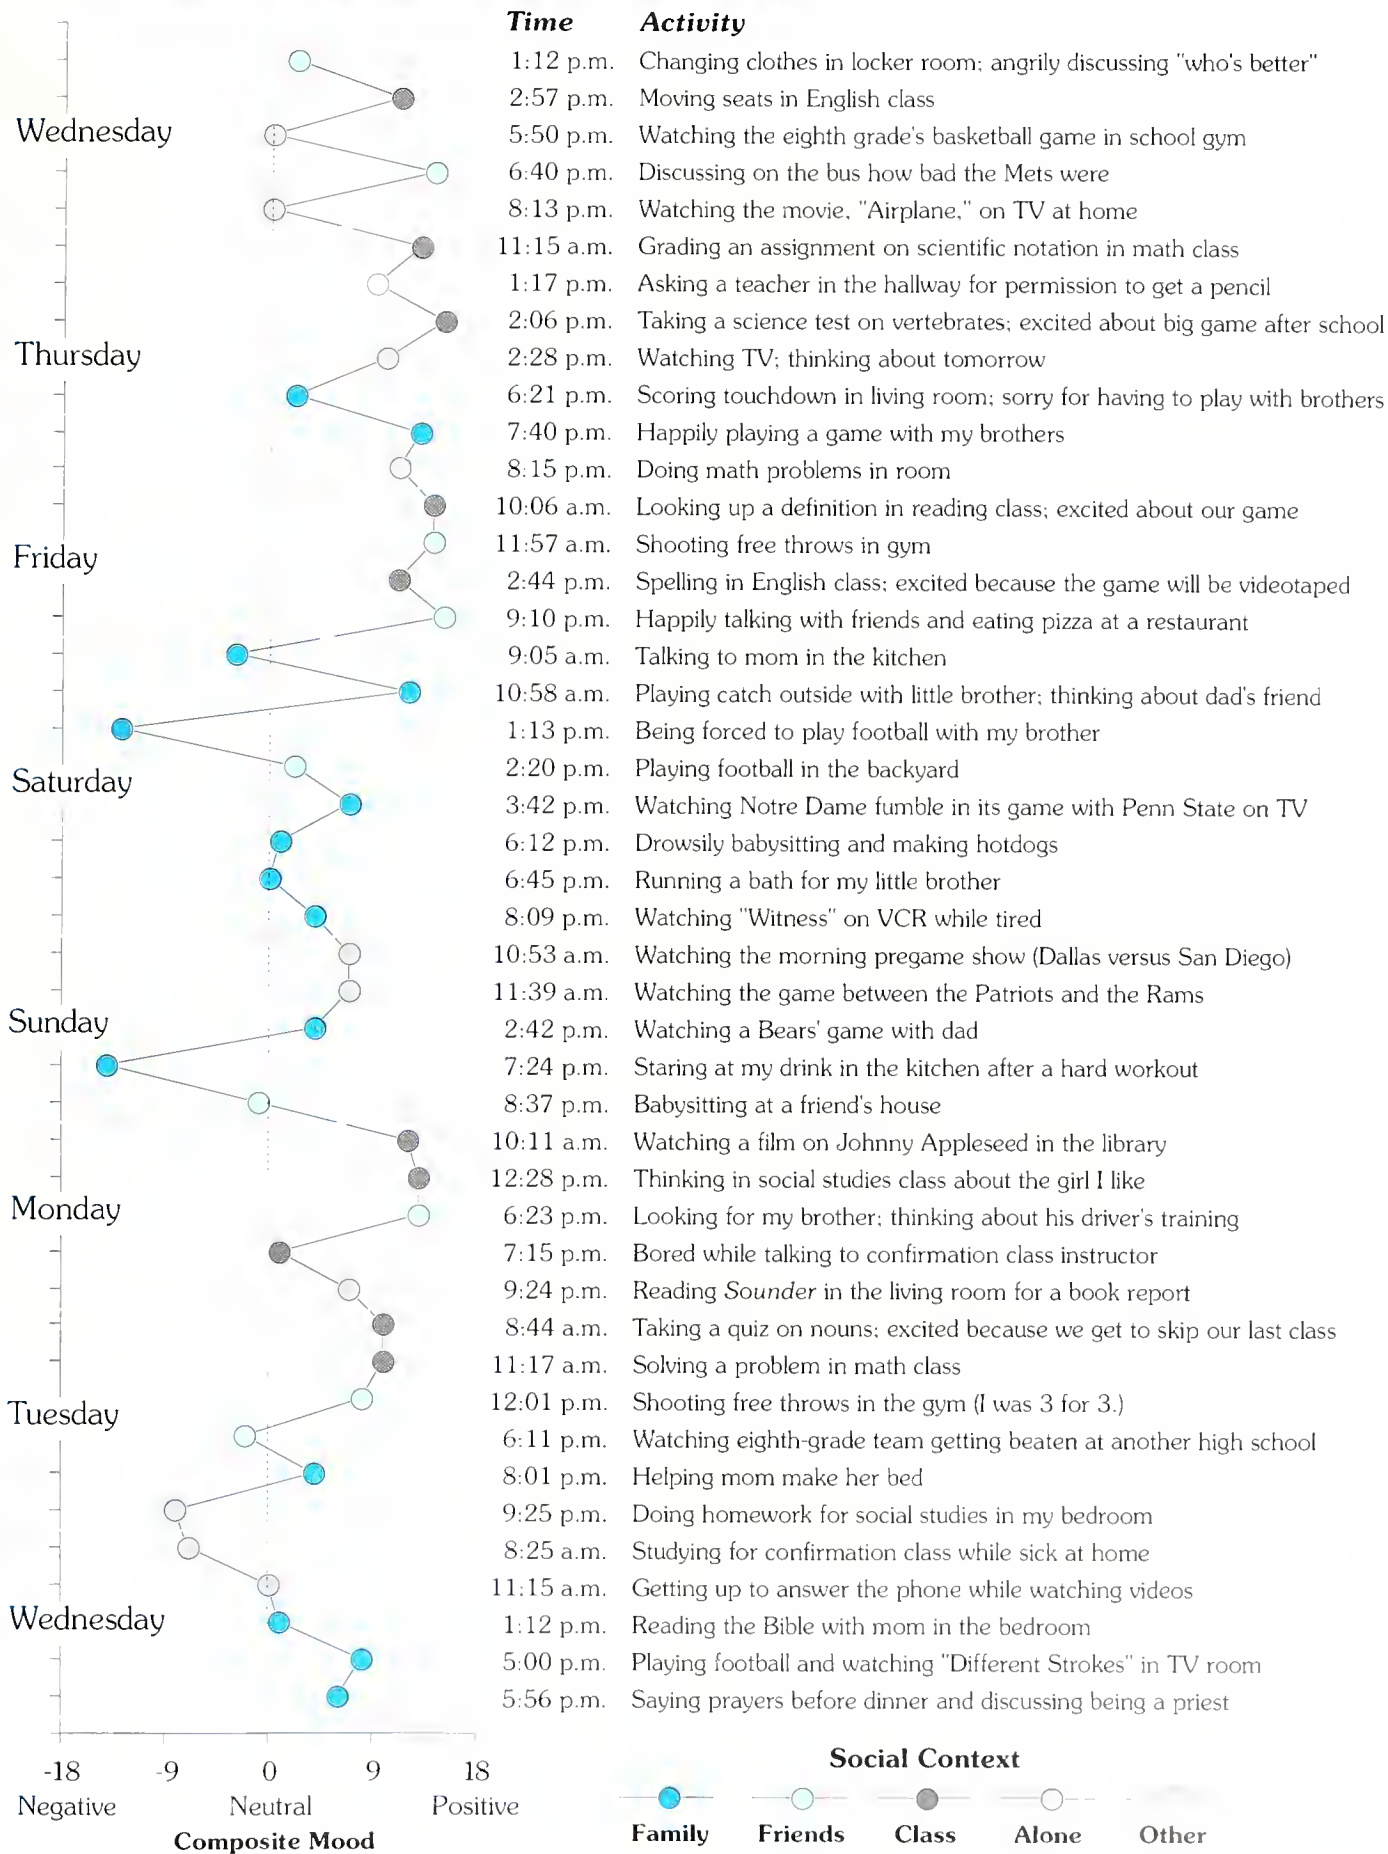 Time Activity
1:12 p.m. Changing clothes in locker room; angrily discussing "who's better"
2:57 p.m. Moving seats in English class
Wednesday 5:50 p.m. Watching the eighth grade's basketball game in school gym
6:40 p.m. Discussing on the bus how bad the Mets were
8:13 p.m. Watching the movie, "Airplane," on TV at home
11:15 a.m. Grading an assignment on scientific notation in math class
1:17 p.m. Asking a teacher in the hallway for permission to get a pencil
2:06 p.m. Taking a science test on vertebrates; excited about big game after school
Thursday 2:28 p.m. Watching TV; thinking about tomorrow
6:21 p.m. Scoring touchdown in living room; sorry for having to play with brothers
7:40 p.m. Happily playing a game with my brothers
8:15 p.m. Doing math problems in room
10:06 a.m. Looking up a definition in reading class; excited about our game
Friday 11:57 a.m. Shooting free throws in gym
2:44 p.m. Spelling in English class; excited because the game will be videotaped
9:10 p.m. Happily talking with friends and eating pizza at a restaurant
9:05 a.m. Talking to mom in the kitchen
10:58 a.m. Playing catch outside with little brother; thinking about dad's friend
1:13 p.m. Being forced to play football with my brother
Saturday 2:20 p.m. Playing football in the backyard
3:42 p.m. Watching Notre Dame fumble in its game with Penn State on TV
6:12 p.m. Drowsily babysitting and making hotdogs
6:45 p.m. Running a bath for my little brother
8:09 p.m. Watching "Witness" on VCR while tired
10:53 a.m. Watching the morning pregame show (Dallas versus San Diego)
11:39 a.m. Watching the game between the Patriots and the Rams
Sunday 2:42 p.m. Watching a Bears' game with dad
7:24 p.m. Staring at my drink in the kitchen after a hard workout
8:37 p.m. Babysitting at a friend's house
10:11 a.m. Watching a film on Johnny Appleseed in the library
12:28 p.m. Thinking in social studies class about the girl I like
Monday 6:23 p.m. Looking for my brother; thinking about his driver's training
7:15 p.m. Bored while talking to confirmation class instructor
9:24 p.m. Reading Sounder in the living room for a book report
8:44 a.m. Taking a quiz on nouns; excited because we get to skip our last class
11:17 a.m. Solving a problem in math class
Tuesday 12:01 p.m. Shooting free throws in the gym (I was 3 for 3.)
6:11 p.m. Watching eighth-grade team getting beaten at another high school
8:01 p.m. Helping mom make her bed
9:25 p.m. Doing homework for social studies in my bedroom
8:25 a.m. Studying for confirmation class while sick at home
11:15 a.m. Getting up to answer the phone while watching videos
Wednesday 1:12 p.m. Reading the Bible with mom in the bedroom
5:00 p.m. Playing football and watching "Different Strokes" in TV room
5:56 p.m. Saying prayers before dinner and discussing being a priest
-18 -9 0 9 18
Negative Neutral Positive
Composite Mood
Social Context
Family Friends Class Alone Other